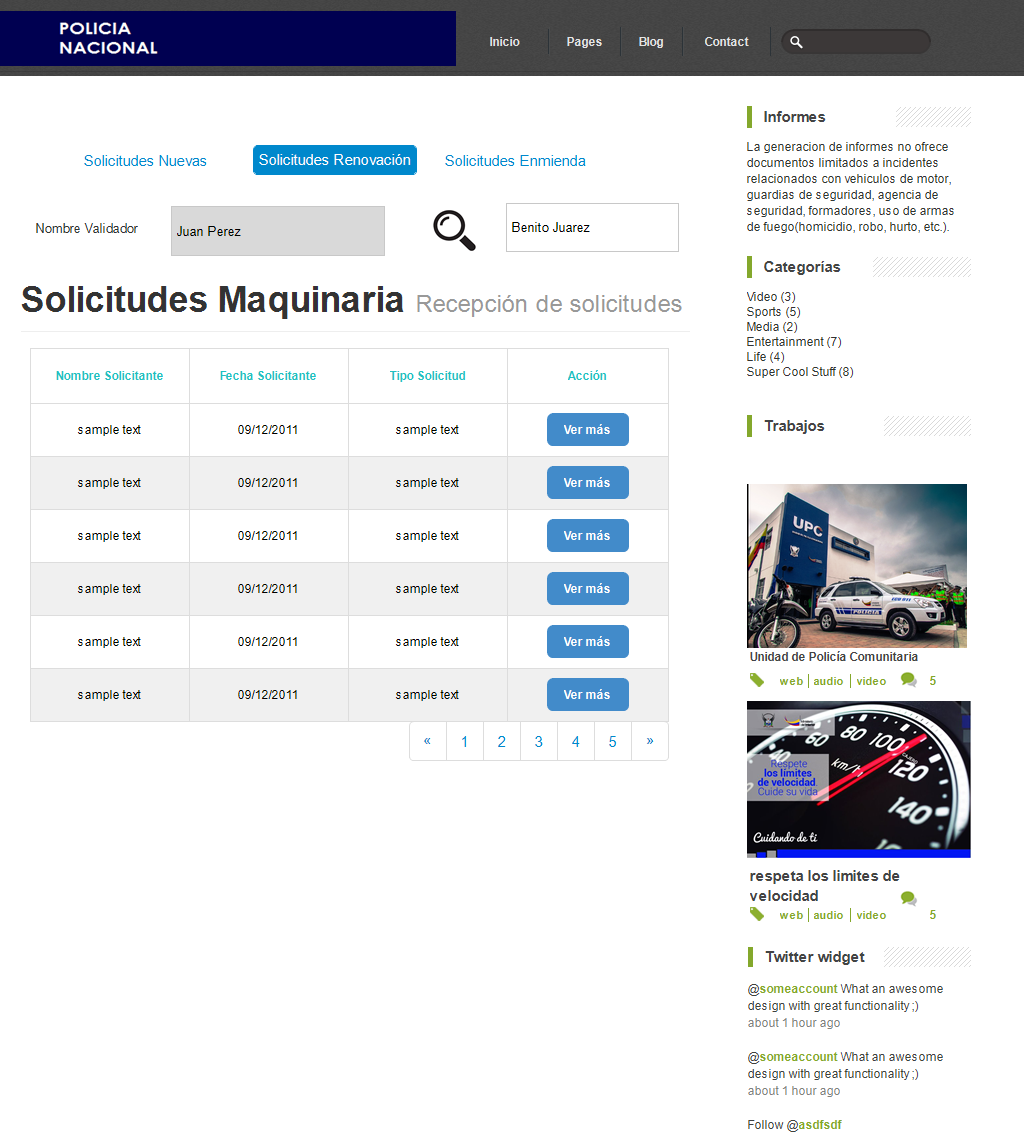 POLICIA
NACIONAL
Inicio
Pages
Blog
Contact
Solicitudes Nuevas
Solicitudes Renovación
Solicitudes Enmienda
Nombre Validador
Juan Perez
Benito Juarez
Solicitudes Maquinaria Recepción de solicitudes
Nombre Solicitante Fecha Solicitante Tipo Solicitud Acción
sample text 09/12/2011 sample text Ver más
sample text 09/12/2011 sample text Ver más
sample text 09/12/2011 sample text Ver más
sample text 09/12/2011 sample text Ver más
sample text 09/12/2011 sample text Ver más
sample text 09/12/2011 sample text Ver más
« 1 2 3 4 5 »
Informes
La generacion de informes no ofrece
documentos limitados a incidentes
relacionados con vehiculos de motor,
guardias de seguridad, agencia de
seguridad, formadores, uso de armas
de fuego(homicidio, robo, hurto, etc.).
Categorías
Video (3)
Sports (5)
Media (2)
Entertainment (7)
Life (4)
Super Cool Stuff (8)
Trabajos
UPC
POLICIA
Unidad de Policía Comunitaria
web | audio | video 5
60 80 100 120 140
km/h
Respete
los límites
de velocidad.
Cuide su vida
Cuidando de ti
respeta los limites de
velocidad
web | audio | video 5
Twitter widget
@someaccount What an awesome
design with great functionality ;)
about 1 hour ago
@someaccount What an awesome
design with great functionality ;)
about 1 hour ago
Follow @asdfsdf